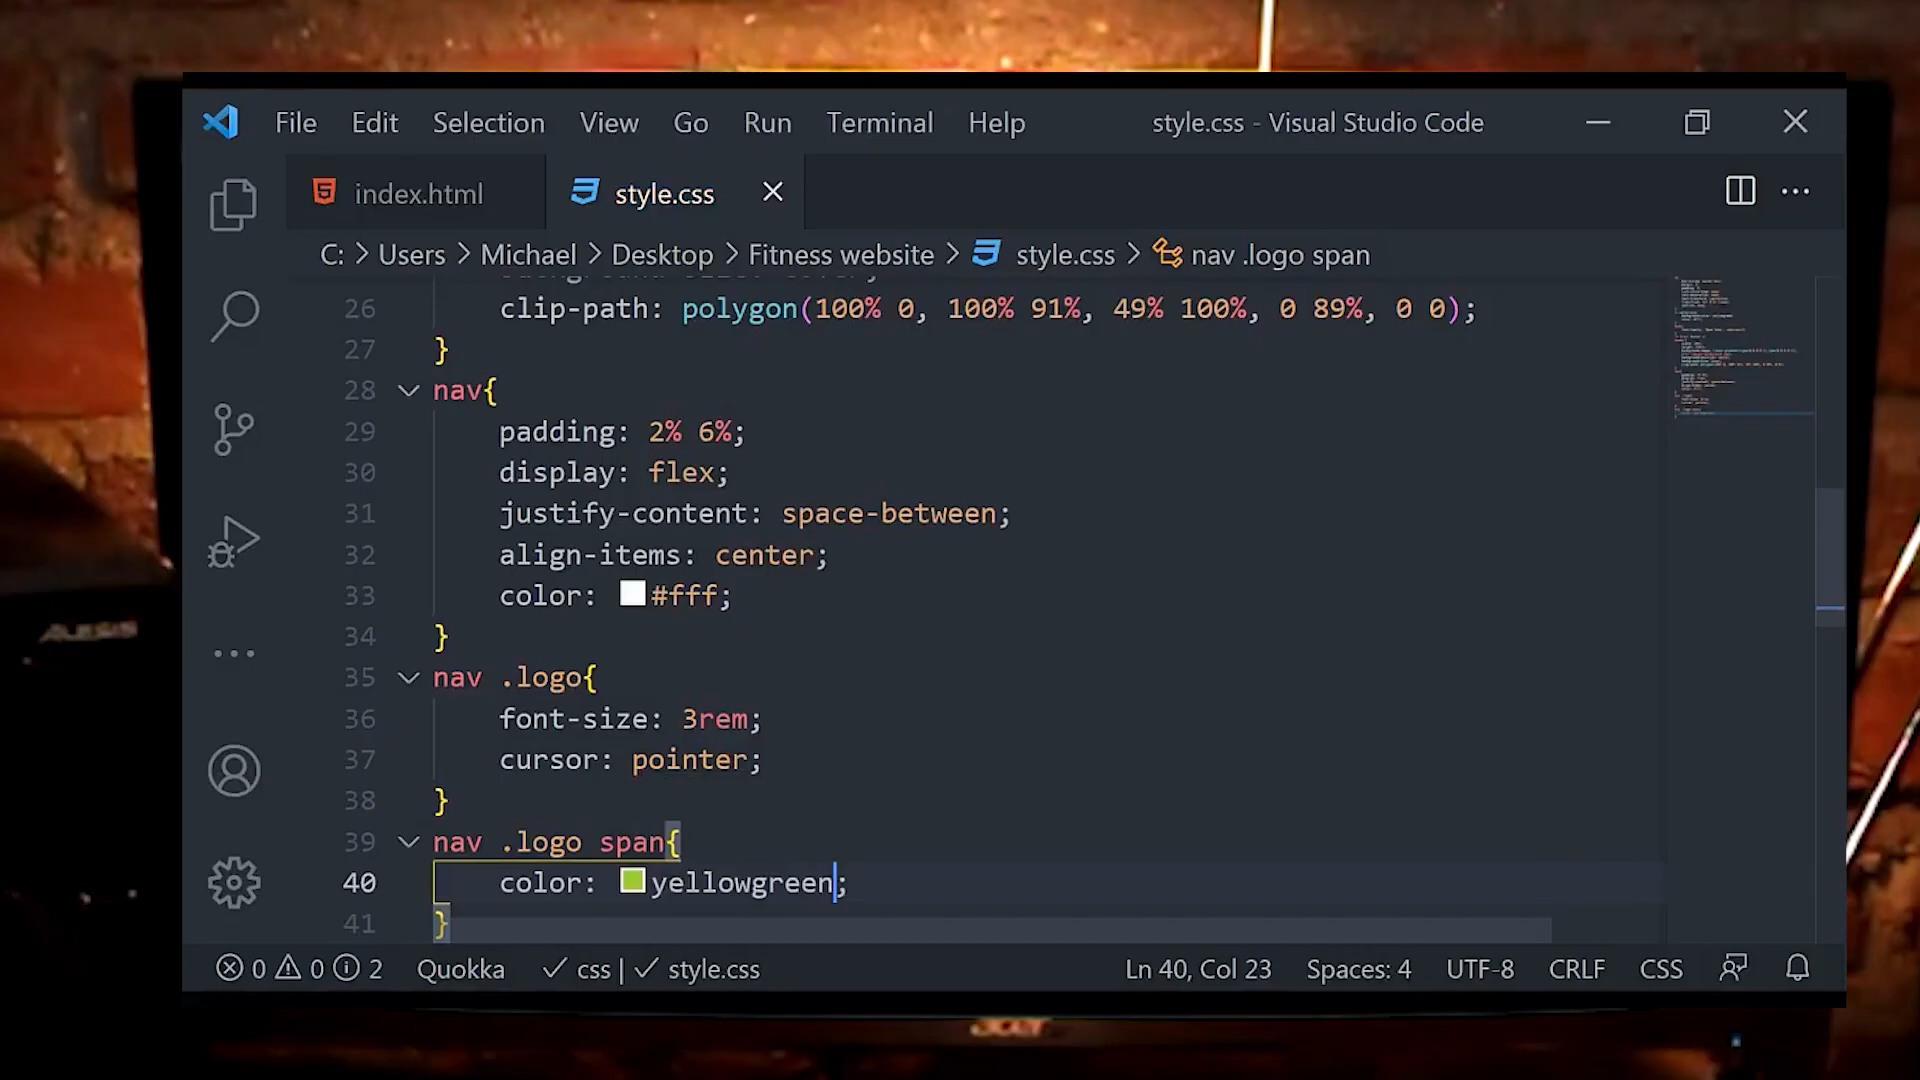 File Edit Selection View Go Run Terminal Help style.css - Visual Studio Code
index.html style.css
C: > Users > Michael > Desktop > Fitness website > style.css > nav .logo span
26 clip-path: polygon(100% 0, 100% 91%, 49% 100%, 0 89%, 0 0);
27 }
28 nav{
29 padding: 2% 6%;
30 display: flex;
31 justify-content: space-between;
32 align-items: center;
33 color: #fff;
34 }
35 nav .logo{
36 font-size: 3rem;
37 cursor: pointer;
38 }
39 nav .logo span{
40 color: yellowgreen;
41 }
0 0 2 Quokka ✓ css | ✓ style.css Ln 40, Col 23 Spaces: 4 UTF-8 CRLF CSS
ALESIS
acer